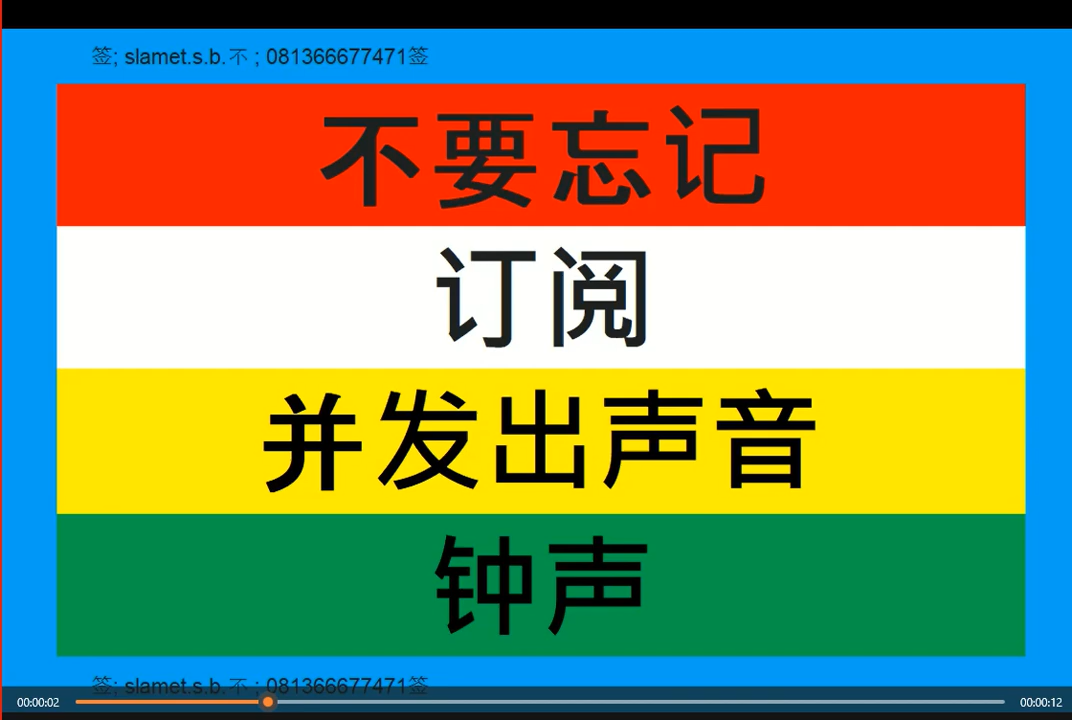 签; slamet.s.b.不 ; 081366677471签
不要忘记
订阅
并发出声音
钟声
签; slamet.s.b.不 ; 081366677471签
00:00:02
00:00:12